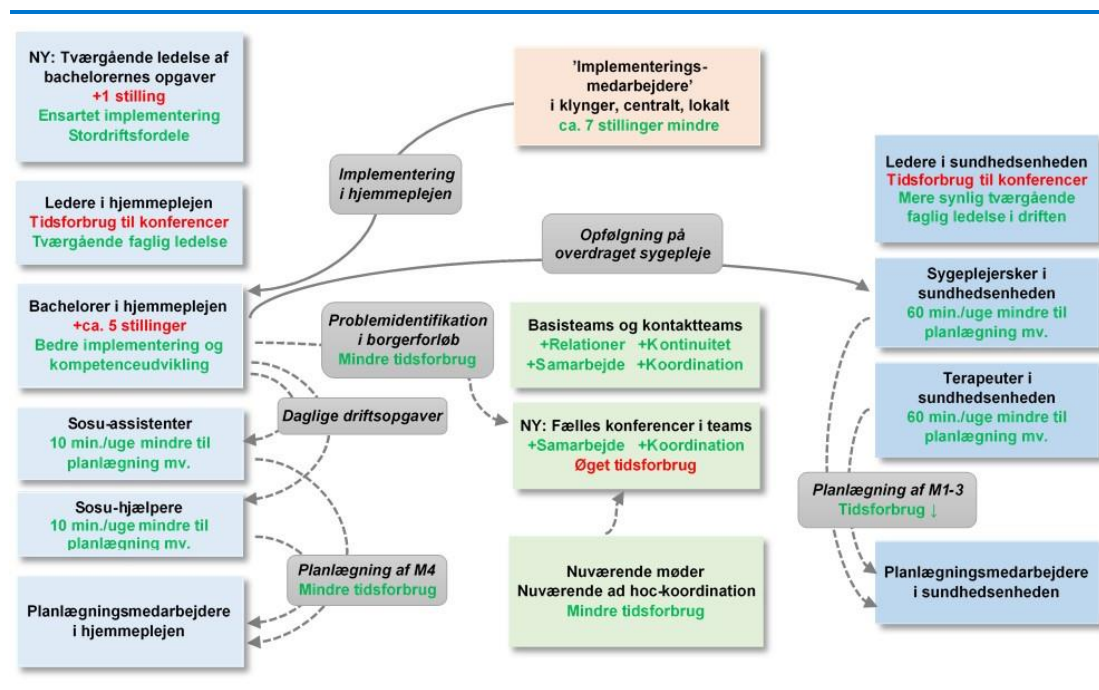 NY: Tværgående ledelse af
bachelorernes opgaver
+1 stilling
Ensartet implementering
Stordriftsfordele
Ledere i hjemmeplejen
Tidsforbrug til konferencer
Tværgående faglig ledelse
Bachelorer i hjemmeplejen
+ca. 5 stillinger
Bedre implementering og
kompetenceudvikling
Sosu-assistenter
10 min./uge mindre til
planlægning mv.
Sosu-hjælpere
10 min./uge mindre til
planlægning mv.
Planlægningsmedarbejdere
i hjemmeplejen
’Implementerings-
medarbejdere’
i klynger, centralt, lokalt
ca. 7 stillinger mindre
Implementering
i hjemmeplejen
Opfølgning på
overdraget sygepleje
Problemidentifikation
i borgerforløb
Mindre tidsforbrug
Daglige driftsopgaver
Planlægning af M4
Mindre tidsforbrug
Basisteams og kontaktteams
+Relationer +Kontinuitet
+Samarbejde +Koordination
NY: Fælles konferencer i teams
+Samarbejde +Koordination
Øget tidsforbrug
Nuværende møder
Nuværende ad hoc-koordination
Mindre tidsforbrug
Ledere i sundhedsenheden
Tidsforbrug til konferencer
Mere synlig tværgående
faglig ledelse i driften
Sygeplejersker i
sundhedsenheden
60 min./uge mindre til
planlægning mv.
Terapeuter i
sundhedsenheden
60 min./uge mindre til
planlægning mv.
Planlægning af M1-3
Tidsforbrug ↓
Planlægningsmedarbejdere
i sundhedsenheden